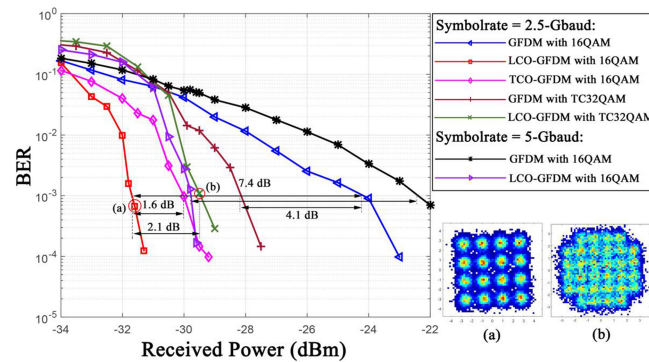 10⁰
10⁻¹
10⁻²
10⁻³
10⁻⁴
10⁻⁵
BER
-34 -32 -30 -28 -26 -24 -22
Received Power (dBm)
(a)
(b)
1.6 dB
2.1 dB
7.4 dB
4.1 dB
Symbolrate = 2.5-Gbaud:
GFDM with 16QAM
LCO-GFDM with 16QAM
TCO-GFDM with 16QAM
GFDM with TC32QAM
LCO-GFDM with TC32QAM
Symbolrate = 5-Gbaud:
GFDM with 16QAM
LCO-GFDM with 16QAM
(a)
(b)